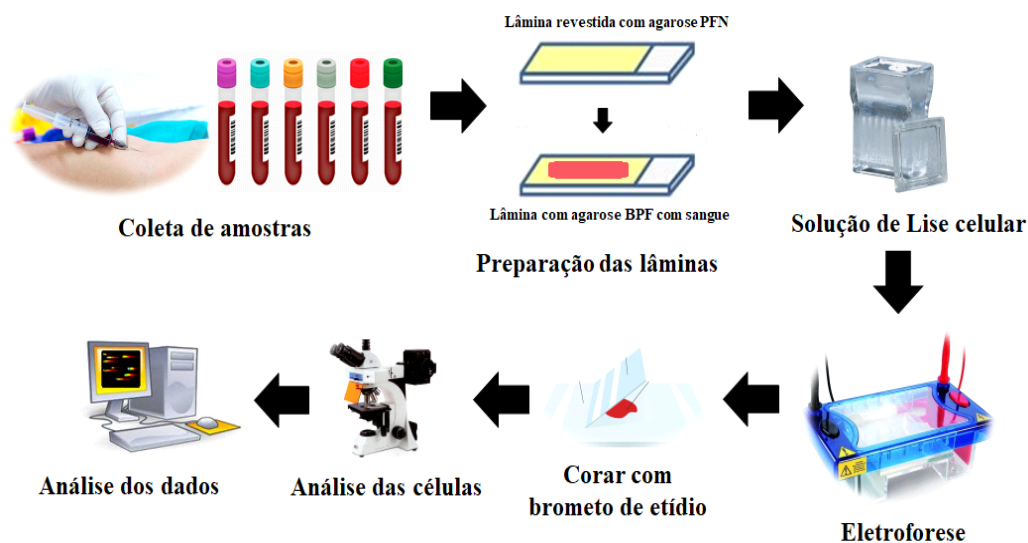 Lâmina revestida com agarose PFN
Lâmina com agarose BPF com sangue
Coleta de amostras
Preparação das lâminas
Solução de Lise celular
Eletroforese
Corar com
brometo de etídio
Análise das células
Análise dos dados